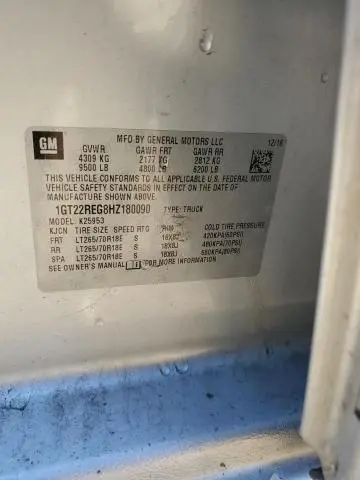 GM
MFD BY GENERAL MOTORS LLC 12/16
GVWR GAWR FRT GAWR RR
4309 KG 2177 KG 2812 KG
9500 LB 4800 LB 6200 LB
THIS VEHICLE CONFORMS TO ALL APPLICABLE U.S. FEDERAL MOTOR
VEHICLE SAFETY STANDARDS IN EFFECT ON THE DATE OF
MANUFACTURE SHOWN ABOVE.
1GT22REG8HZ180090 TYPE: TRUCK
MODEL: K25953
KJCN TIRE SIZE SPEED RTG RIM COLD TIRE PRESSURE
FRT LT265/70R18E S 18X8J 420KPA(60PSI)
RR LT265/70R18E S 18X8J 480KPA(70PSI)
SPA LT265/70R18E S 18X8J 550KPA(80PSI)
SEE OWNER'S MANUAL FOR MORE INFORMATION